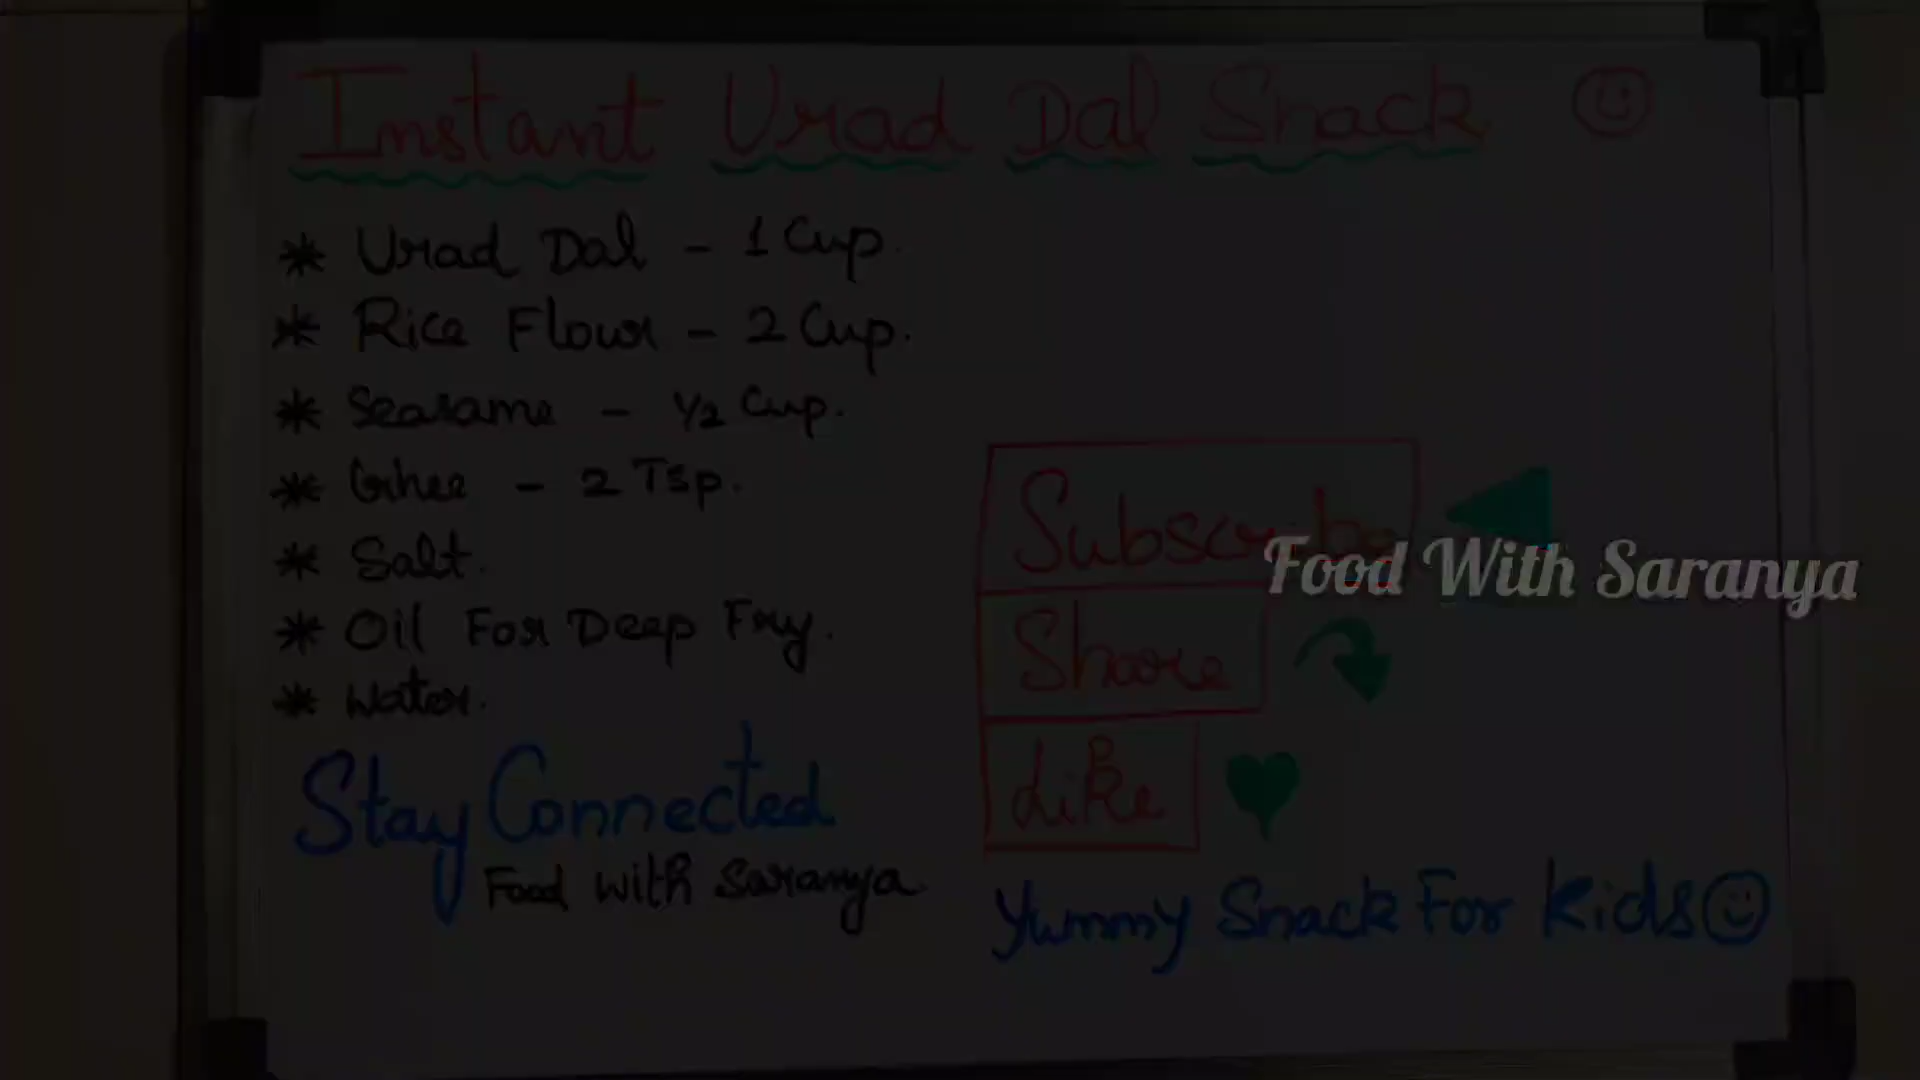 Instant Urad Dal Snack
* Urad Dal - 1 Cup.
* Rice Flour - 2 Cup.
* Seasame - 1/2 Cup.
* Ghee - 2 Tsp.
* Salt.
* Oil For Deep Fry.
* Water.
Stay Connected
Food With Saranya
Subscribe
Share
Like
Yummy Snack For Kids
Food With Saranya